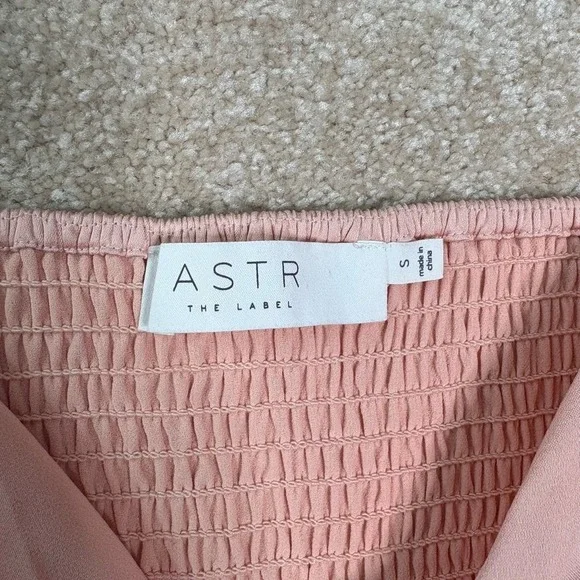 ASTR
THE LABEL
S
made in
china